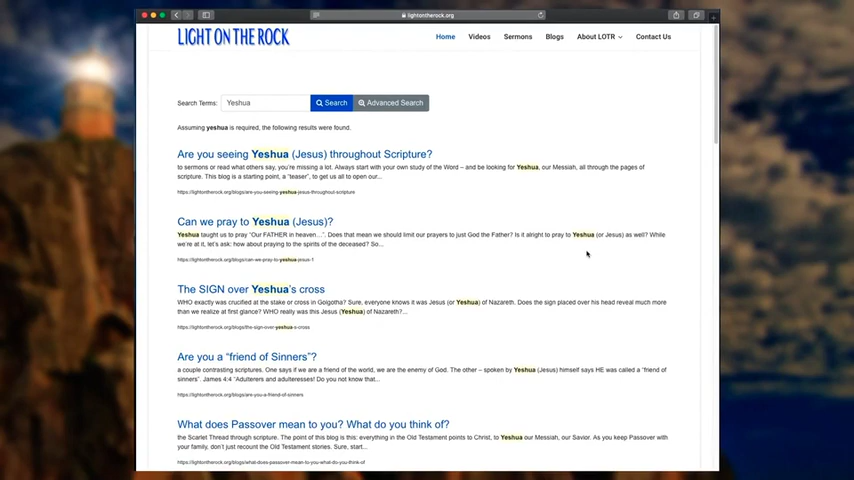 lightontherock.org
LIGHT ON THE ROCK
Home Videos Sermons Blogs About LOTR Contact Us
Search Terms: Yeshua Search Advanced Search
Assuming yeshua is required, the following results were found.
Are you seeing Yeshua (Jesus) throughout Scripture?
to sermons or read what others say, you're missing a lot. Always start with your own study of the Word – and be looking for Yeshua, our Messiah, all through the pages of
scripture. This blog is a starting point, a "teaser", to get us all to open our...
https://lightontherock.org/blogs/are-you-seeing-yeshua-jesus-throughout-scripture
Can we pray to Yeshua (Jesus)?
Yeshua taught us to pray "Our FATHER in heaven...". Does that mean we should limit our prayers to just God the Father? Is it alright to pray to Yeshua (or Jesus) as well? While
we're at it, let's ask: how about praying to the spirits of the deceased? So...
https://lightontherock.org/blogs/can-we-pray-to-yeshua-jesus-1
The SIGN over Yeshua's cross
WHO exactly was crucified at the stake or cross in Golgotha? Sure, everyone knows it was Jesus (or Yeshua) of Nazareth. Does the sign placed over his head reveal much more
than we realize at first glance? WHO really was this Jesus (Yeshua) of Nazareth?...
https://lightontherock.org/blogs/the-sign-over-yeshua-s-cross
Are you a "friend of Sinners"?
a couple contrasting scriptures. One says if we are a friend of the world, we are the enemy of God. The other – spoken by Yeshua (Jesus) himself says HE was called a "friend of
sinners". James 4:4 "Adulterers and adulteresses! Do you not know that...
https://lightontherock.org/blogs/are-you-a-friend-of-sinners
What does Passover mean to you? What do you think of?
the Scarlet Thread through scripture. The point of this blog is this: everything in the Old Testament points to Christ, to Yeshua our Messiah, our Savior. As you keep Passover with
your family, don't just recount the Old Testament stories. Sure, start...
https://lightontherock.org/blogs/what-does-passover-mean-to-you-what-do-you-think-of